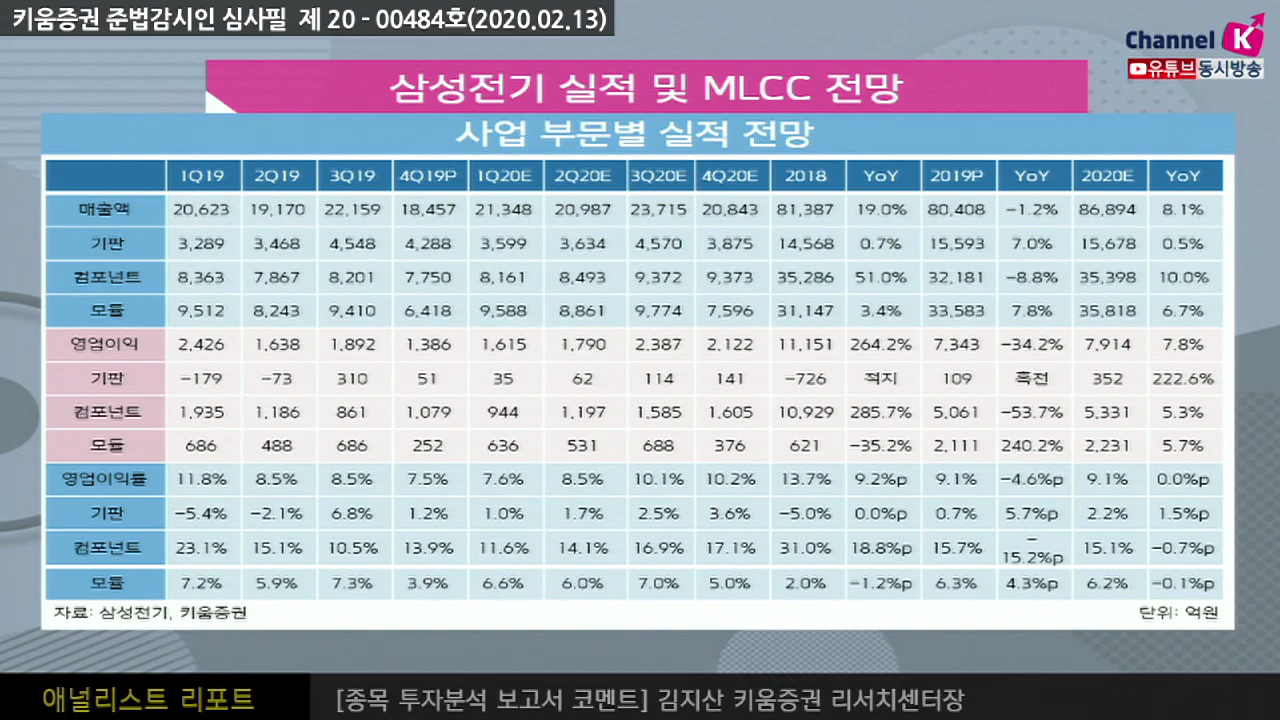 키움증권 준법감시인 심사필 제 20 - 00484호(2020.02.13)
Channel K
유튜브 동시방송
삼성전기 실적 및 MLCC 전망
사업 부문별 실적 전망
1Q19 2Q19 3Q19 4Q19P 1Q20E 2Q20E 3Q20E 4Q20E 2018 YoY 2019P YoY 2020E YoY
매출액 20,623 19,170 22,159 18,457 21,348 20,987 23,715 20,843 81,387 19.0% 80,408 -1.2% 86,894 8.1%
기판 3,289 3,468 4,548 4,288 3,599 3,634 4,570 3,875 14,568 0.7% 15,593 7.0% 15,678 0.5%
컴포넌트 8,363 7,867 8,201 7,750 8,161 8,493 9,372 9,373 35,286 51.0% 32,181 -8.8% 35,398 10.0%
모듈 9,512 8,243 9,410 6,418 9,588 8,861 9,774 7,596 31,147 3.4% 33,583 7.8% 35,818 6.7%
영업이익 2,426 1,638 1,892 1,386 1,615 1,790 2,387 2,122 11,151 264.2% 7,343 -34.2% 7,914 7.8%
기판 -179 -73 310 51 35 62 114 141 -726 적지 109 흑전 352 222.6%
컴포넌트 1,935 1,186 861 1,079 944 1,197 1,585 1,605 10,929 285.7% 5,061 -53.7% 5,331 5.3%
모듈 686 488 686 252 636 531 688 376 621 -35.2% 2,111 240.2% 2,231 5.7%
영업이익률 11.8% 8.5% 8.5% 7.5% 7.6% 8.5% 10.1% 10.2% 13.7% 9.2%p 9.1% -4.6%p 9.1% 0.0%p
기판 -5.4% -2.1% 6.8% 1.2% 1.0% 1.7% 2.5% 3.6% -5.0% 0.0%p 0.7% 5.7%p 2.2% 1.5%p
컴포넌트 23.1% 15.1% 10.5% 13.9% 11.6% 14.1% 16.9% 17.1% 31.0% 18.8%p 15.7% -15.2%p 15.1% -0.7%p
모듈 7.2% 5.9% 7.3% 3.9% 6.6% 6.0% 7.0% 5.0% 2.0% -1.2%p 6.3% 4.3%p 6.2% -0.1%p
자료: 삼성전기, 키움증권 단위: 억원
애널리스트 리포트 [종목 투자분석 보고서 코멘트] 김지산 키움증권 리서치센터장